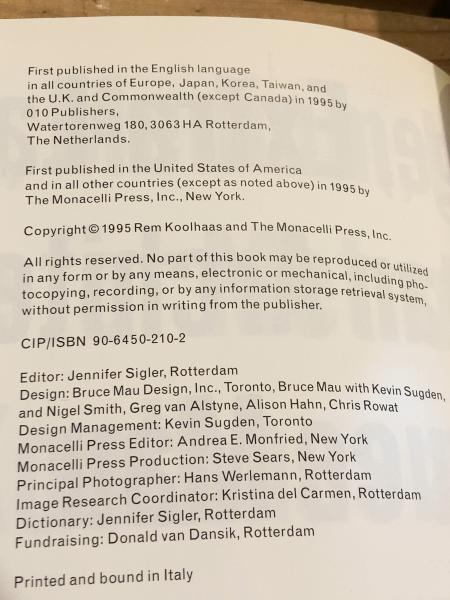 First published in the English language
in all countries of Europe, Japan, Korea, Taiwan, and
the U.K. and Commonwealth (except Canada) in 1995 by
010 Publishers,
Watertorenweg 180, 3063 HA Rotterdam,
The Netherlands.
First published in the United States of America
and in all other countries (except as noted above) in 1995 by
The Monacelli Press, Inc., New York.
Copyright © 1995 Rem Koolhaas and The Monacelli Press, Inc.
All rights reserved. No part of this book may be reproduced or utilized
in any form or by any means, electronic or mechanical, including pho-
tocopying, recording, or by any information storage retrieval system,
without permission in writing from the publisher.
CIP/ISBN 90-6450-210-2
Editor: Jennifer Sigler, Rotterdam
Design: Bruce Mau Design, Inc., Toronto, Bruce Mau with Kevin Sugden,
and Nigel Smith, Greg van Alstyne, Alison Hahn, Chris Rowat
Design Management: Kevin Sugden, Toronto
Monacelli Press Editor: Andrea E. Monfried, New York
Monacelli Press Production: Steve Sears, New York
Principal Photographer: Hans Werlemann, Rotterdam
Image Research Coordinator: Kristina del Carmen, Rotterdam
Dictionary: Jennifer Sigler, Rotterdam
Fundraising: Donald van Dansik, Rotterdam
Printed and bound in Italy